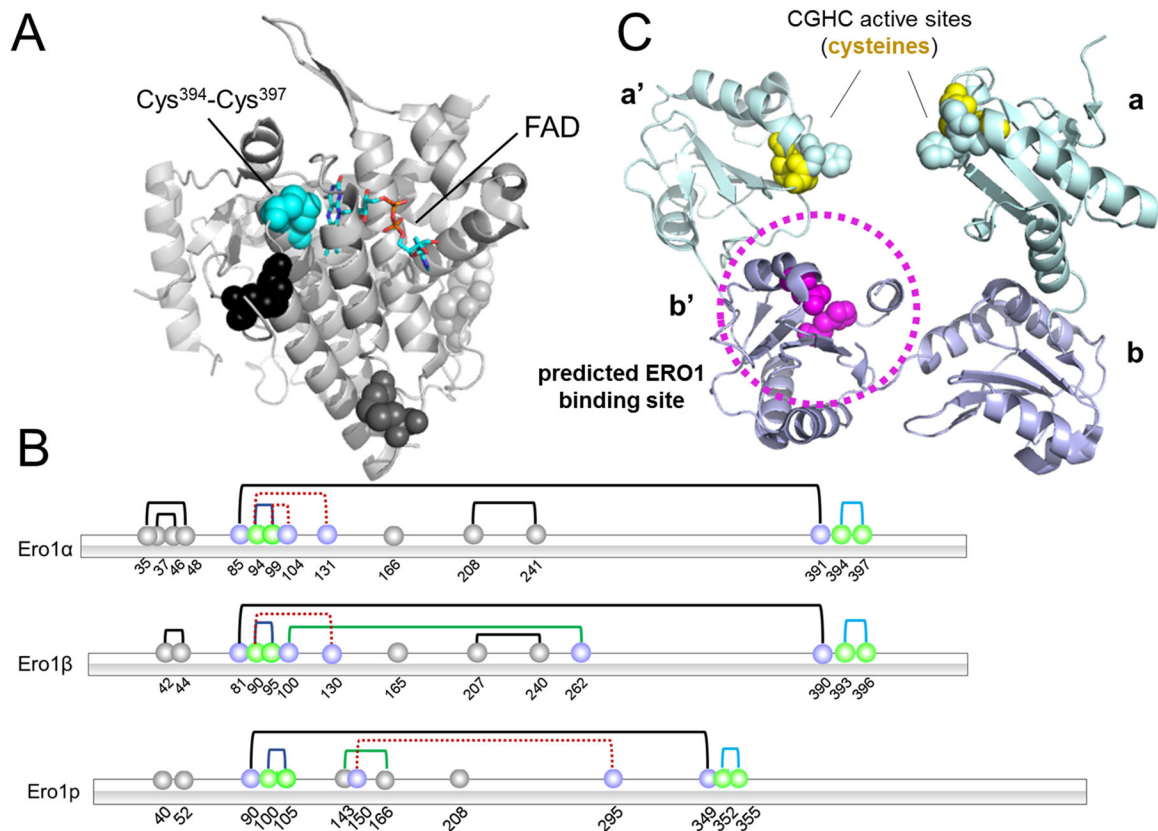 A
Cys³⁹⁴-Cys³⁹⁷
FAD
C
CGHC active sites
(cysteines)
a'
a
b'
b
predicted ERO1
binding site
B
Ero1α
35 37 46 48 85 94 99 104 131 166 208 241 391 394 397
Ero1β
42 44 81 90 95 100 130 165 207 240 262 390 393 396
Ero1p
40 52 90 100 105 143 150 166 208 295 349 352 355